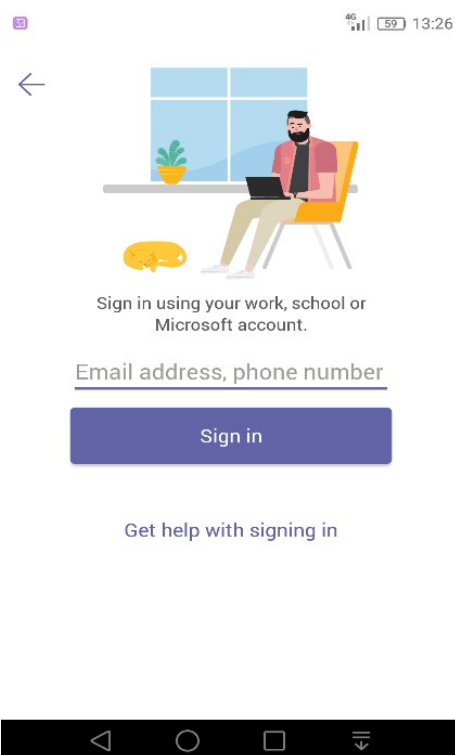 4G 59 13:26
Sign in using your work, school or
Microsoft account.
Email address, phone number
Sign in
Get help with signing in